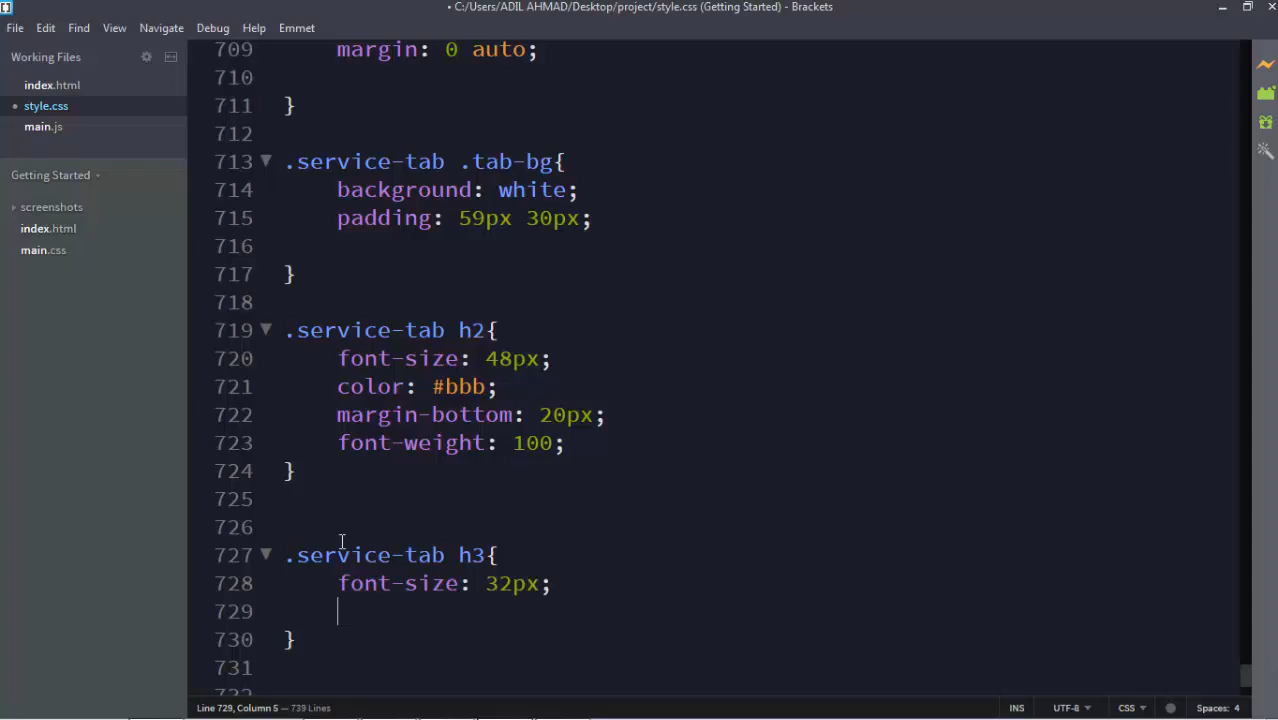 • C:/Users/ADIL AHMAD/Desktop/project/style.css (Getting Started) - Brackets
File Edit Find View Navigate Debug Help Emmet
Working Files
index.html
style.css
main.js
Getting Started
screenshots
index.html
main.css
709 margin: 0 auto;
710
711 }
712
713 .service-tab .tab-bg{
714 background: white;
715 padding: 59px 30px;
716
717 }
718
719 .service-tab h2{
720 font-size: 48px;
721 color: #bbb;
722 margin-bottom: 20px;
723 font-weight: 100;
724 }
725
726
727 .service-tab h3{
728 font-size: 32px;
729
730 }
731
Line 729, Column 5 — 739 Lines
INS UTF-8 CSS Spaces: 4